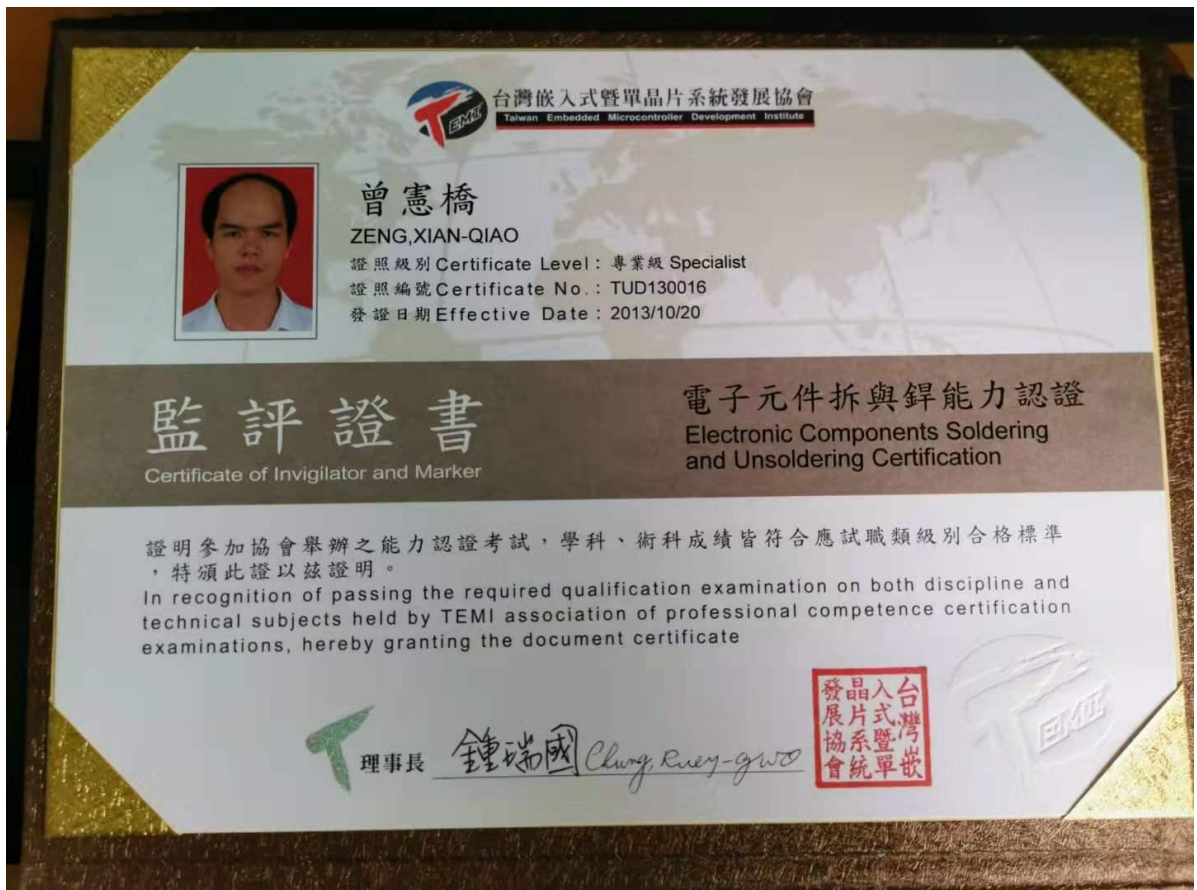 TEMI
台灣嵌入式暨單晶片系統發展協會
Taiwan Embedded Microcontroller Development Institute
曾憲橋
ZENG,XIAN-QIAO
證照級別 Certificate Level：專業級 Specialist
證照編號 Certificate No.：TUD130016
發證日期 Effective Date：2013/10/20
監評證書
Certificate of Invigilator and Marker
電子元件拆與銲能力認證
Electronic Components Soldering
and Unsoldering Certification
證明參加協會舉辦之能力認證考試，學科、術科成績皆符合應試職類級別合格標準
，特頒此證以茲證明。
In recognition of passing the required qualification examination on both discipline and
technical subjects held by TEMI association of professional competence certification
examinations, hereby granting the document certificate
理事長 鍾瑞國 Chung, Ruey-gwo
台灣嵌
入式暨單
晶片系統
發展協會
TEMI